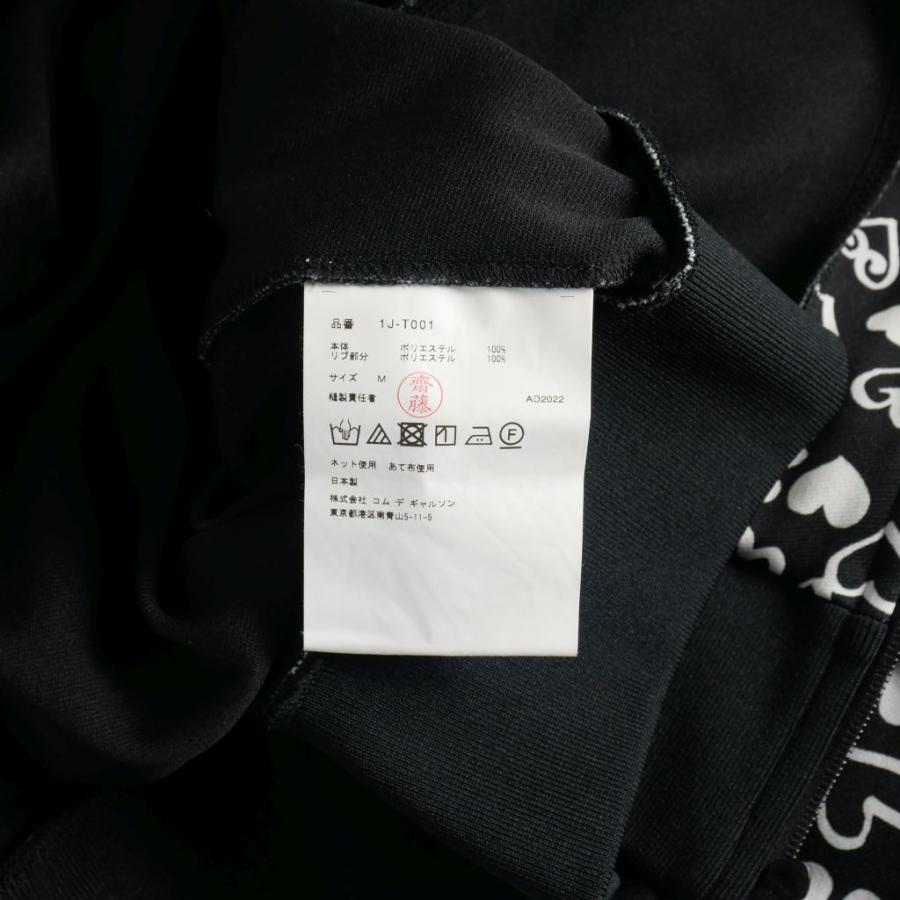 品番 1J-T001
本体 ポリエステル 100%
リブ部分 ポリエステル 100%
サイズ M
齋藤
縫製責任者 AD2022
F
ネット使用 あて布使用
日本製
株式会社 コム デ ギャルソン
東京都港区南青山5-11-5